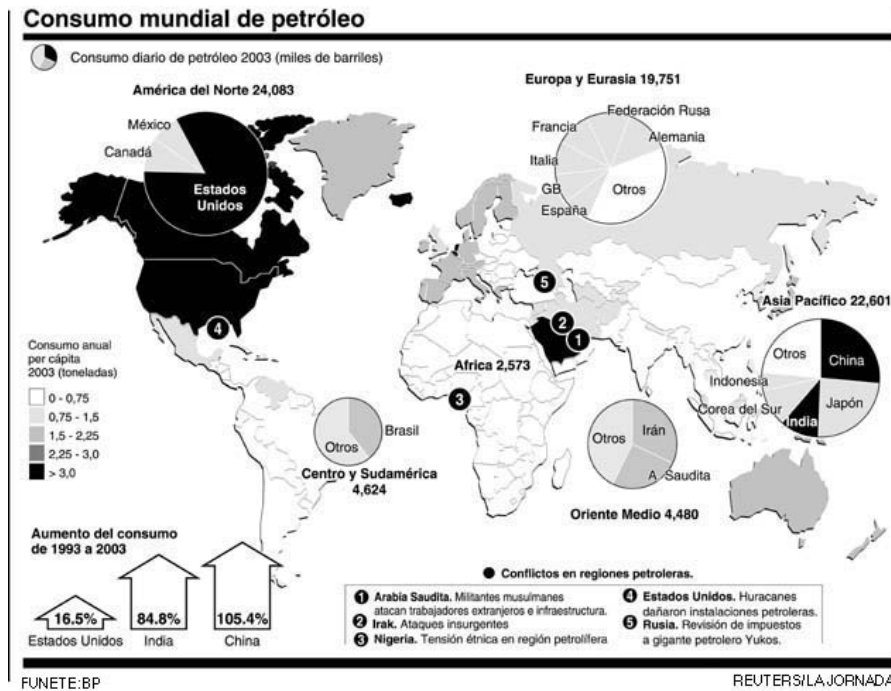 Consumo mundial de petróleo
Consumo diario de petróleo 2003 (miles de barriles)
América del Norte 24,083
México
Canadá
Estados
Unidos
Europa y Eurasia 19,751
Federación Rusa
Francia
Alemania
Italia
GB
Otros
España
5
Asia Pacífico 22,601
Otros
China
Indonesia
Japón
Corea del Sur
India
4
2
1
Africa 2,573
3
Consumo anual
per cápita
2003 (toneladas)
0 - 0,75
0,75 - 1,5
1,5 - 2,25
2,25 - 3,0
> 3,0
Brasil
Otros
Centro y Sudamérica
4,624
Otros
Irán
A Saudita
Oriente Medio 4,480
Aumento del consumo
de 1993 a 2003
16.5%
84.8%
105.4%
Estados Unidos
India
China
Conflictos en regiones petroleras.
1 Arabia Saudita. Militantes musulmanes
atacan trabajadores extranjeros e infraestructura.
2 Irak. Ataques insurgentes
3 Nigeria. Tensión étnica en región petrolífera
4 Estados Unidos. Huracanes
dañaron instalaciones petroleras.
5 Rusia. Revisión de impuestos
a gigante petrolero Yukos.
FUNETE:BP
REUTERS/LAJORNADA